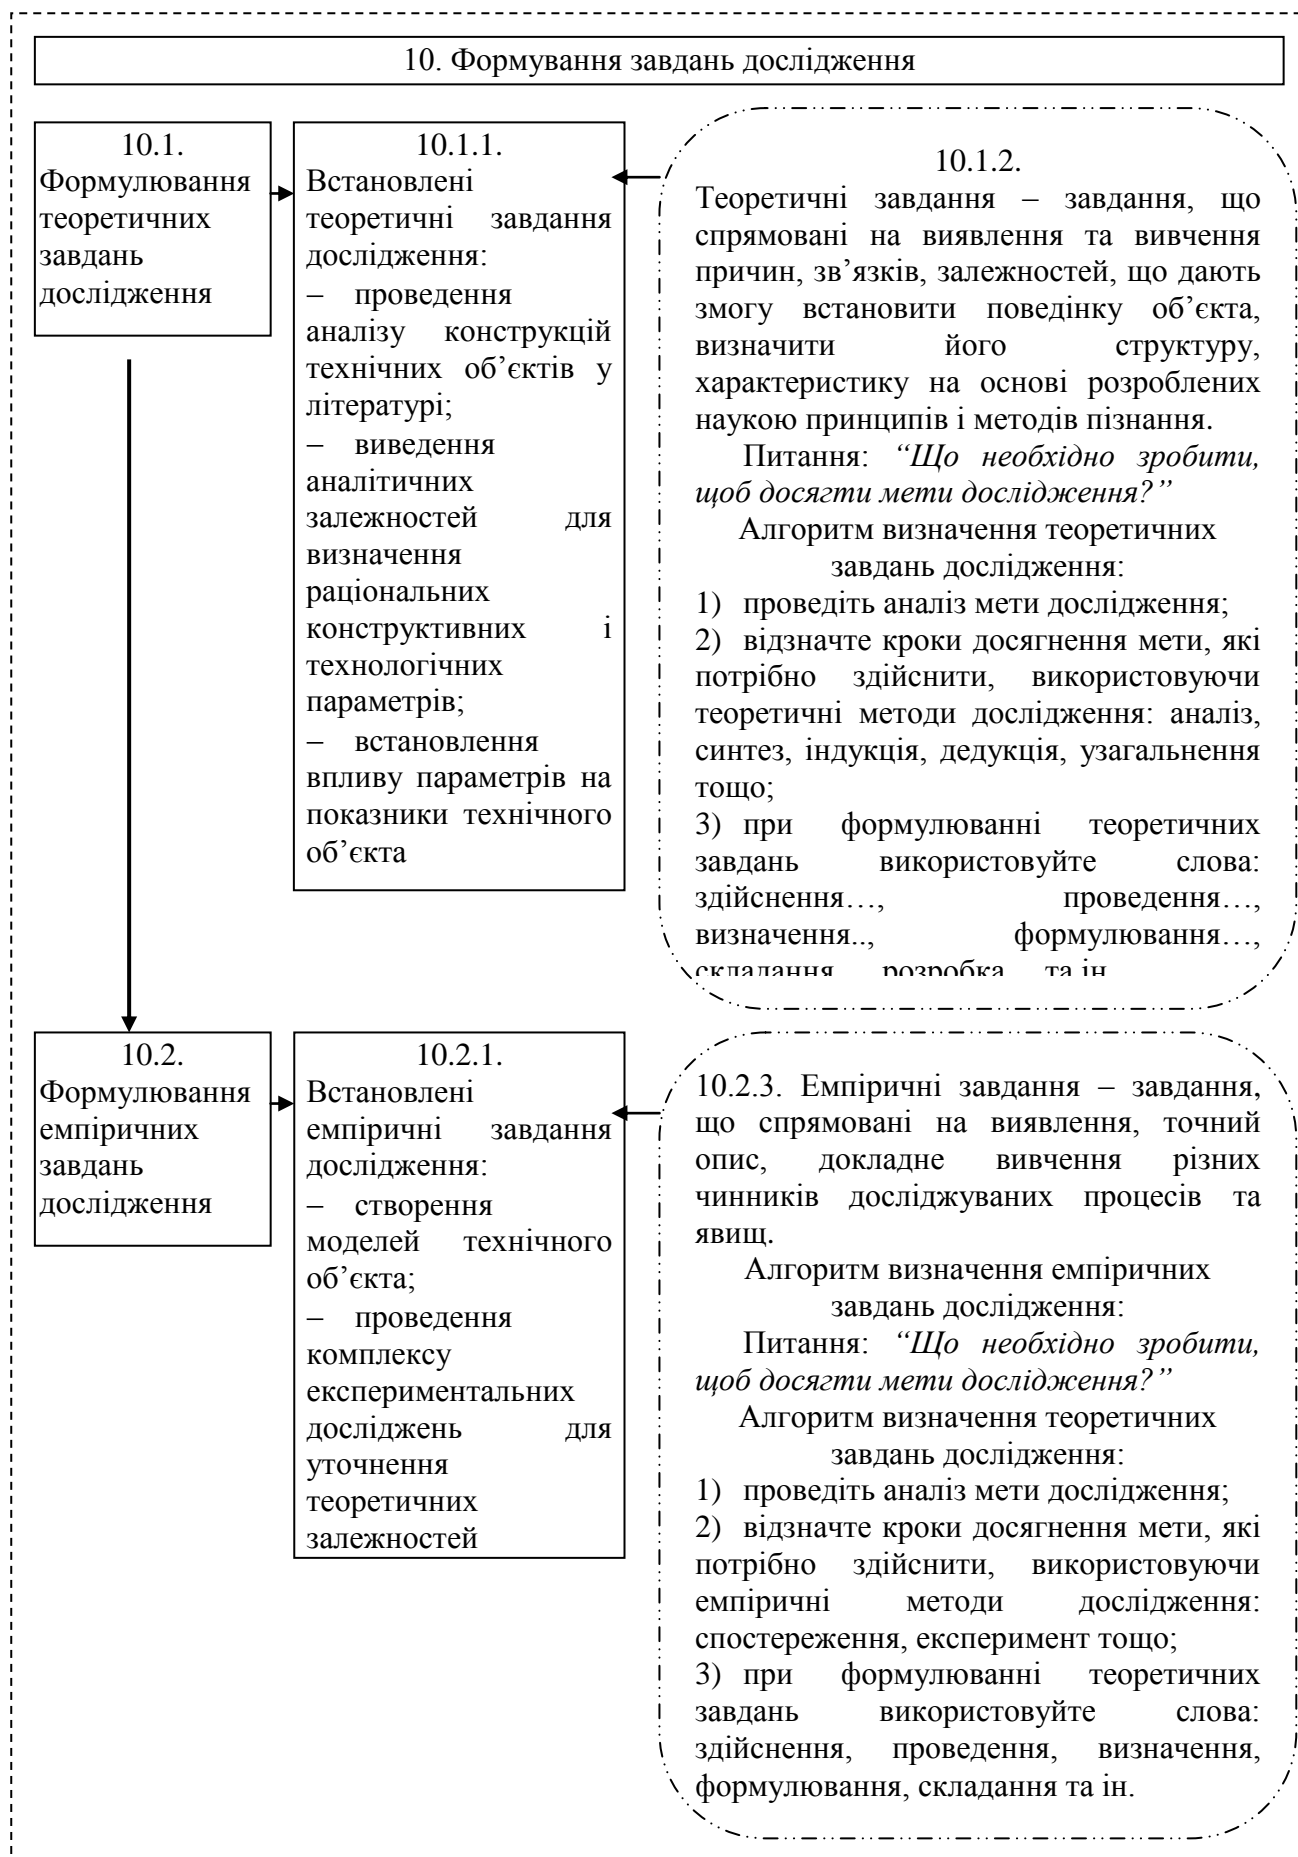 10. Формування завдань дослідження
10.1.
Формулювання
теоретичних
завдань
дослідження
10.1.1.
Встановлені
теоретичні завдання
дослідження:
– проведення
аналізу конструкцій
технічних об’єктів у
літературі;
– виведення
аналітичних
залежностей для
визначення
раціональних
конструктивних і
технологічних
параметрів;
– встановлення
впливу параметрів на
показники технічного
об’єкта
10.1.2.
Теоретичні завдання – завдання, що
спрямовані на виявлення та вивчення
причин, зв’язків, залежностей, що дають
змогу встановити поведінку об’єкта,
визначити його структуру,
характеристику на основі розроблених
наукою принципів і методів пізнання.
Питання: “Що необхідно зробити,
щоб досягти мети дослідження?”
Алгоритм визначення теоретичних
завдань дослідження:
1) проведіть аналіз мети дослідження;
2) відзначте кроки досягнення мети, які
потрібно здійснити, використовуючи
теоретичні методи дослідження: аналіз,
синтез, індукція, дедукція, узагальнення
тощо;
3) при формулюванні теоретичних
завдань використовуйте слова:
здійснення…, проведення…,
визначення.., формулювання…,
складання розробка та ін
10.2.
Формулювання
емпіричних
завдань
дослідження
10.2.1.
Встановлені
емпіричні завдання
дослідження:
– створення
моделей технічного
об’єкта;
– проведення
комплексу
експериментальних
досліджень для
уточнення
теоретичних
залежностей
10.2.3. Емпіричні завдання – завдання,
що спрямовані на виявлення, точний
опис, докладне вивчення різних
чинників досліджуваних процесів та
явищ.
Алгоритм визначення емпіричних
завдань дослідження:
Питання: “Що необхідно зробити,
щоб досягти мети дослідження?”
Алгоритм визначення теоретичних
завдань дослідження:
1) проведіть аналіз мети дослідження;
2) відзначте кроки досягнення мети, які
потрібно здійснити, використовуючи
емпіричні методи дослідження:
спостереження, експеримент тощо;
3) при формулюванні теоретичних
завдань використовуйте слова:
здійснення, проведення, визначення,
формулювання, складання та ін.